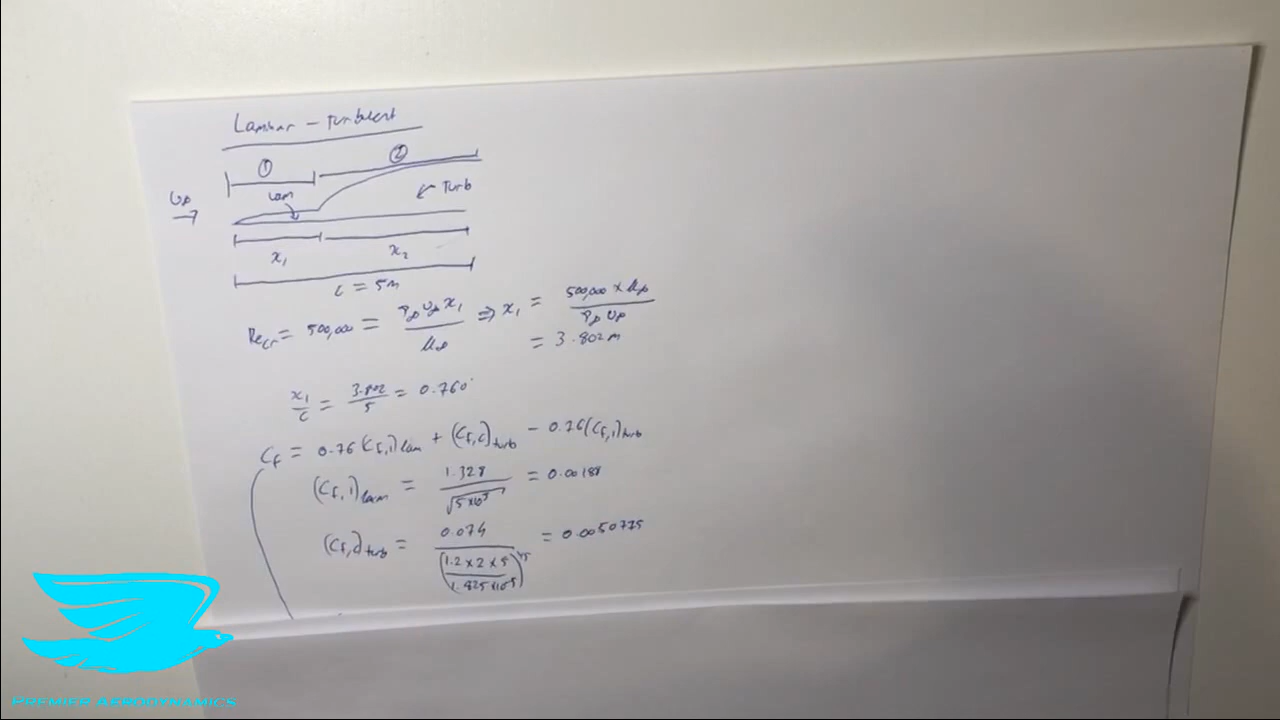 Laminar - Turbulent
① ②
U∞ → Lam Turb
x₁ x₂
c = 5m
Re_cr = 500,000 = ρ∞ U∞ x₁ / μ∞ ⇒ x₁ = 500,000 × μ∞ / ρ∞ U∞
= 3.802m
x₁/c = 3.802/5 = 0.760
C_f = 0.76 (C_f,1)lam + (C_f,c)turb - 0.76 (C_f,1)turb
(C_f,1)lam = 1.328 / √5×10⁵ = 0.00188
(C_f,c)turb = 0.074 / (1.2 × 2 × 5 / 1.825×10⁻⁵)^1/5 = 0.0050725
PREMIER AERODYNAMICS